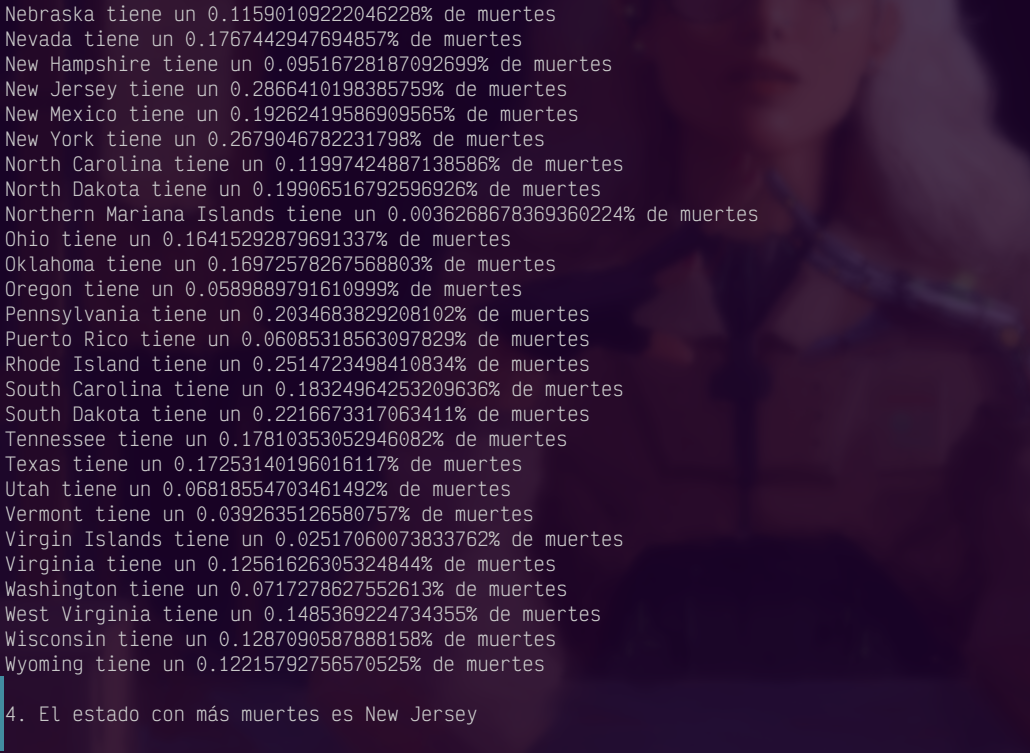 Nebraska tiene un 0.11590109222046228% de muertes
Nevada tiene un 0.1767442947694857% de muertes
New Hampshire tiene un 0.09516728187092699% de muertes
New Jersey tiene un 0.2866410198385759% de muertes
New Mexico tiene un 0.19262419586909565% de muertes
New York tiene un 0.2679046782231798% de muertes
North Carolina tiene un 0.11997424887138586% de muertes
North Dakota tiene un 0.19906516792596926% de muertes
Northern Mariana Islands tiene un 0.0036268678369360224% de muertes
Ohio tiene un 0.16415292879691337% de muertes
Oklahoma tiene un 0.16972578267568803% de muertes
Oregon tiene un 0.0589889791610999% de muertes
Pennsylvania tiene un 0.2034683829208102% de muertes
Puerto Rico tiene un 0.06085318563097829% de muertes
Rhode Island tiene un 0.2514723498410834% de muertes
South Carolina tiene un 0.18324964253209636% de muertes
South Dakota tiene un 0.2216673317063411% de muertes
Tennessee tiene un 0.17810353052946082% de muertes
Texas tiene un 0.17253140196016117% de muertes
Utah tiene un 0.0681855470346149​2% de muertes
Vermont tiene un 0.0392635126580757% de muertes
Virgin Islands tiene un 0.02517060073833762% de muertes
Virginia tiene un 0.12561626305324844% de muertes
Washington tiene un 0.0717278627552613% de muertes
West Virginia tiene un 0.1485369224734355% de muertes
Wisconsin tiene un 0.1287090587888158% de muertes
Wyoming tiene un 0.12215792756570525% de muertes
4. El estado con más muertes es New Jersey